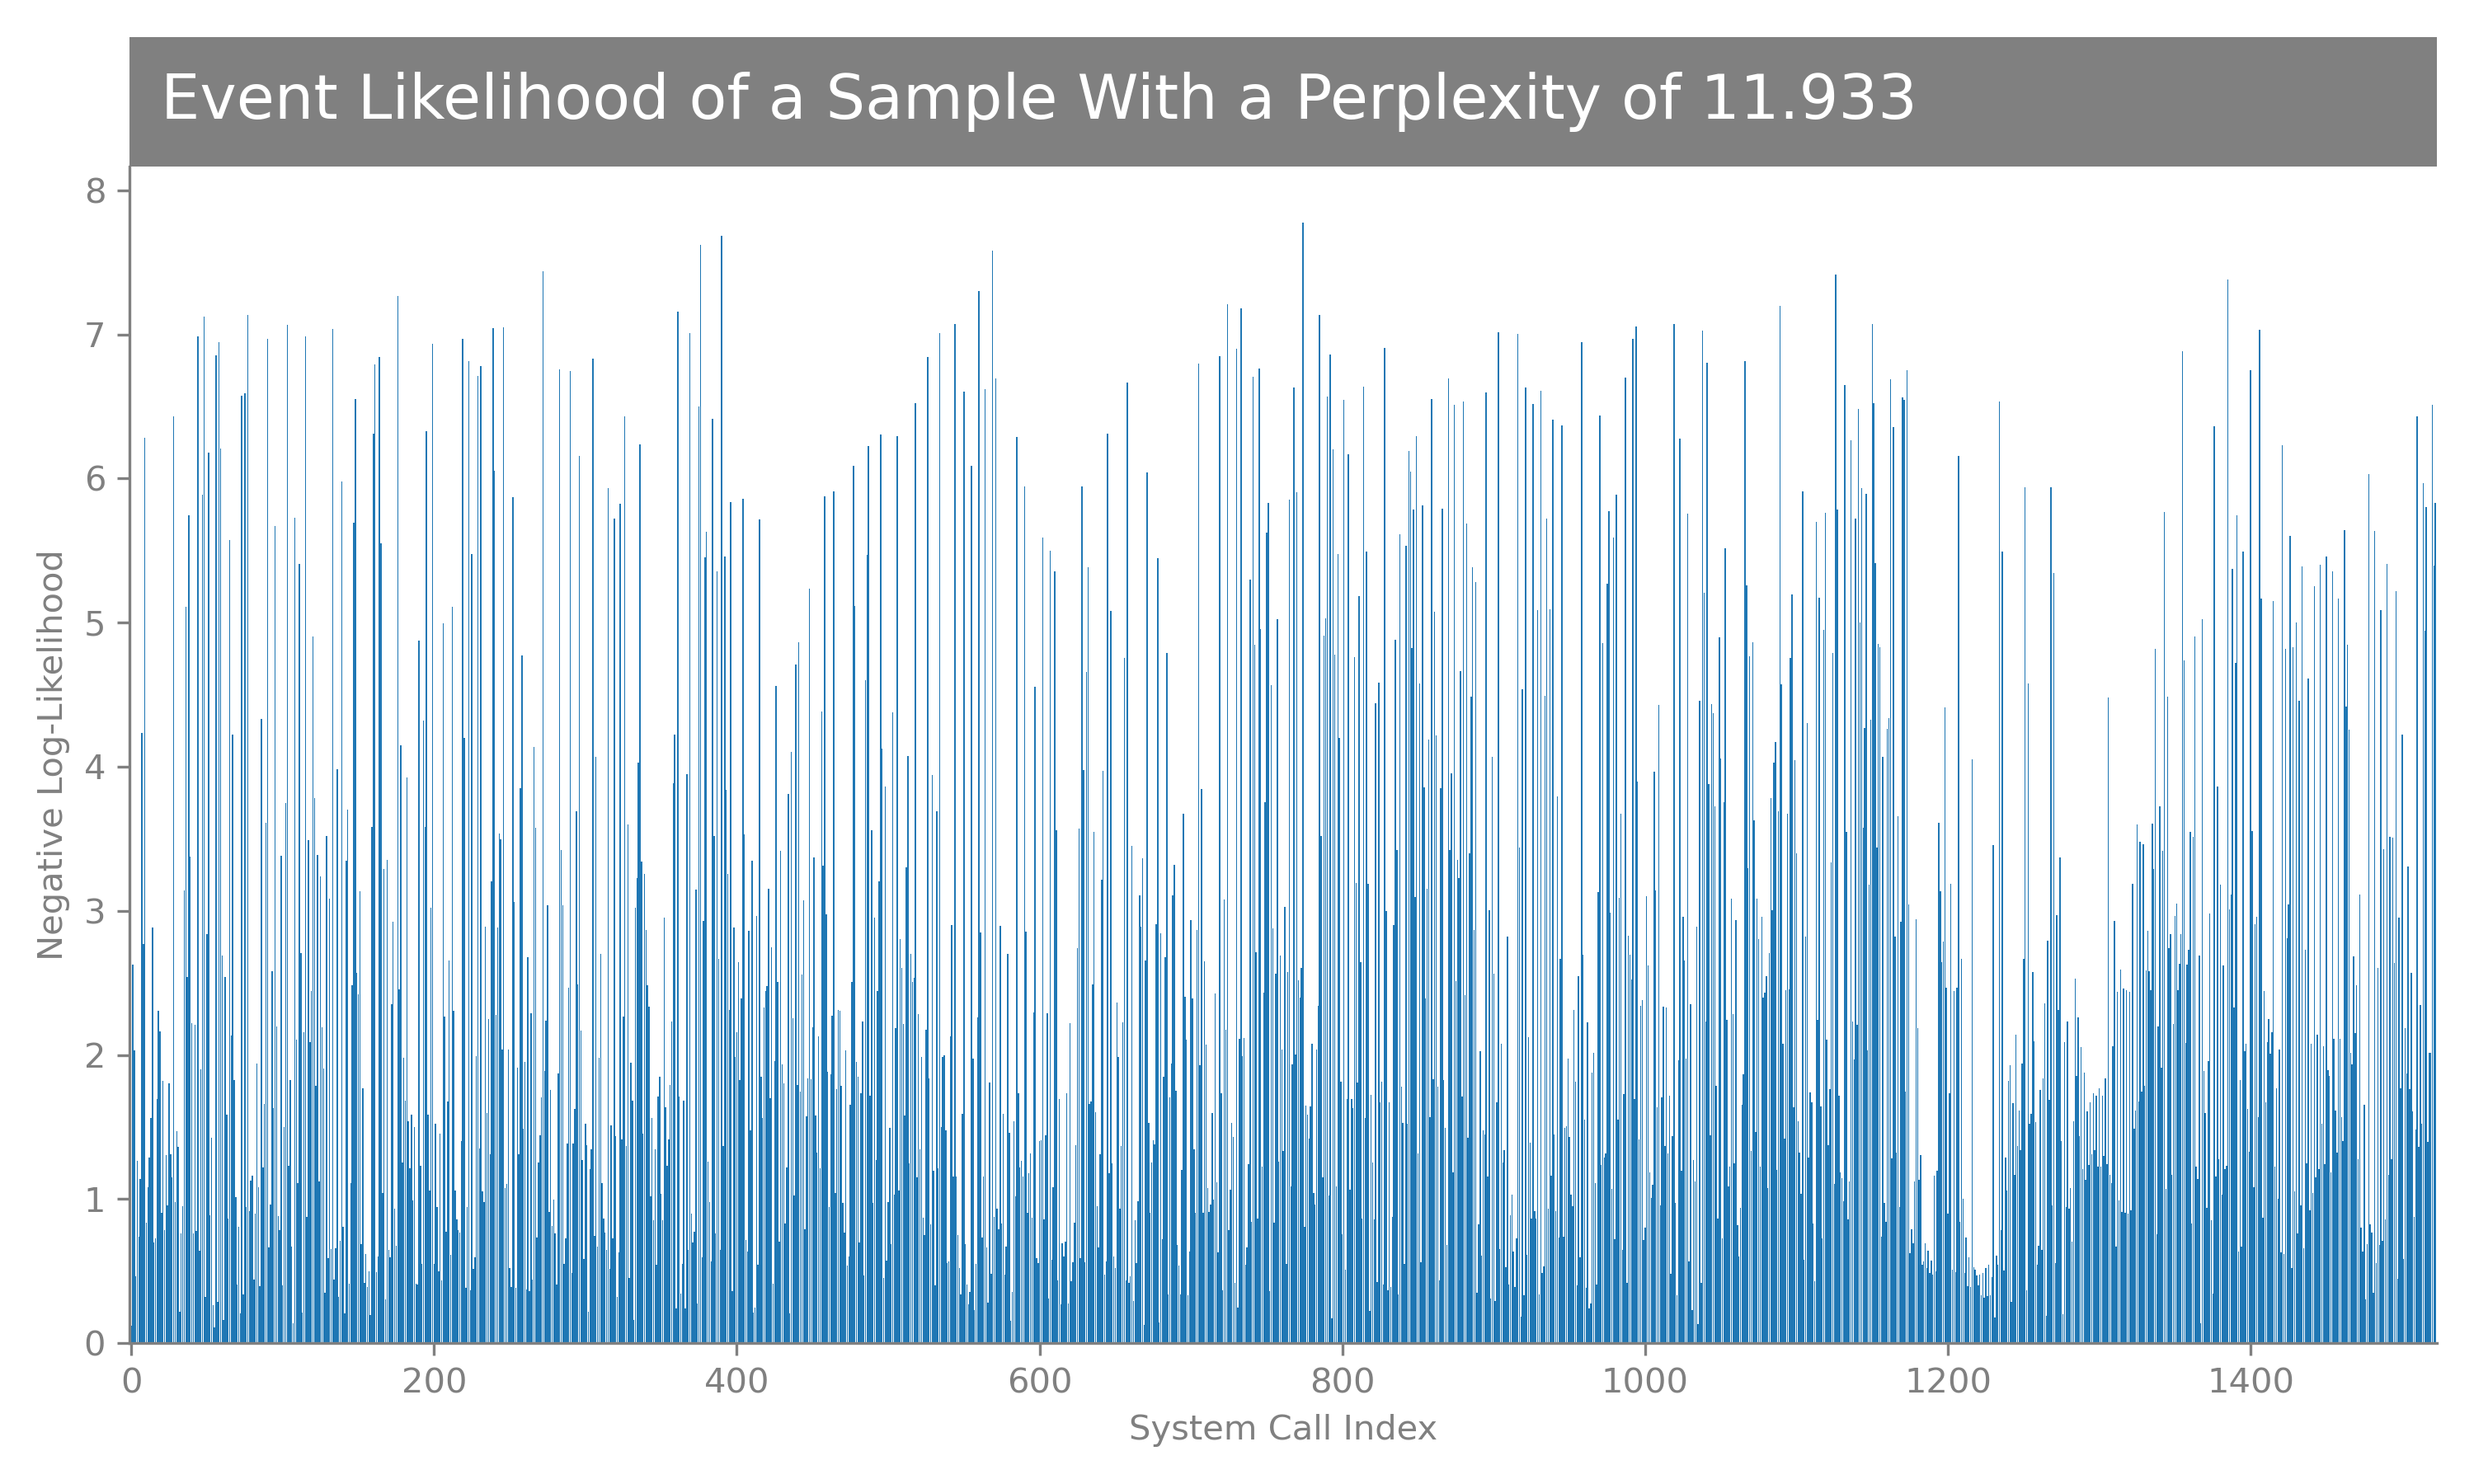 Event Likelihood of a Sample With a Perplexity of 11.933
8
7
6
5
4
3
2
1
0
Negative Log-Likelihood
0 200 400 600 800 1000 1200 1400
System Call Index